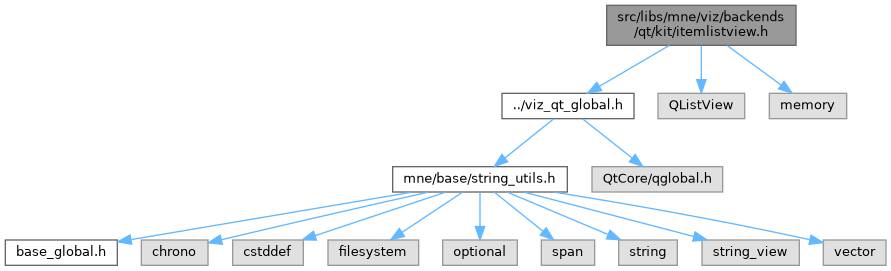 src/libs/mne/viz/backends
/qt/kit/itemlistview.h
../viz_qt_global.h
QListView
memory
mne/base/string_utils.h
QtCore/qglobal.h
base_global.h
chrono
cstddef
filesystem
optional
span
string
string_view
vector